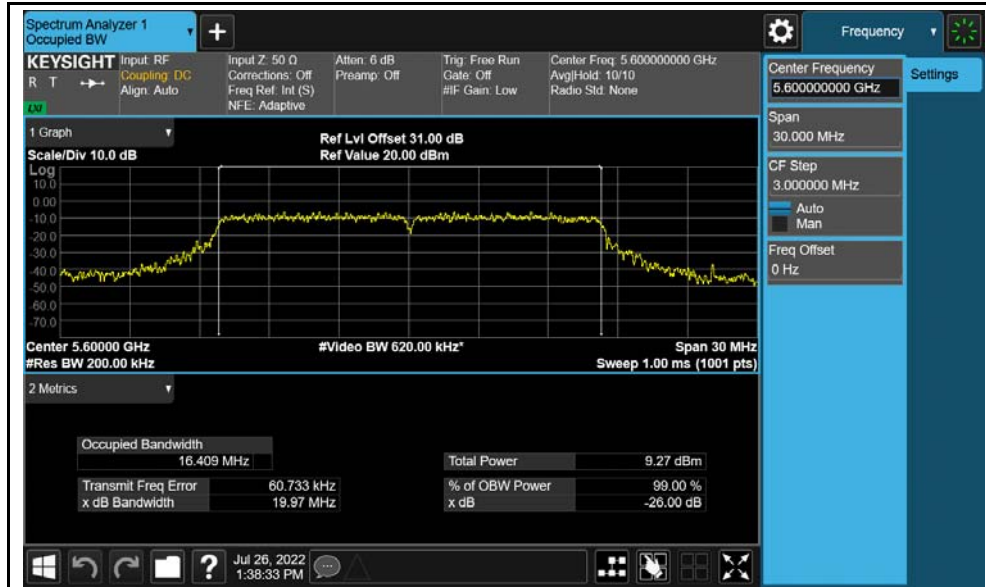 Spectrum Analyzer 1
Occupied BW
+
Frequency
KEYSIGHT
R T
LXI
Input: RF
Coupling: DC
Align: Auto
Input Z: 50 Ω
Corrections: Off
Freq Ref: Int (S)
NFE: Adaptive
Atten: 6 dB
Preamp: Off
Trig: Free Run
Gate: Off
#IF Gain: Low
Center Freq: 5.600000000 GHz
Avg|Hold: 10/10
Radio Std: None
Center Frequency
5.600000000 GHz
Settings
Span
30.000 MHz
CF Step
3.000000 MHz
Auto
Man
Freq Offset
0 Hz
1 Graph
Scale/Div 10.0 dB
Ref Lvl Offset 31.00 dB
Ref Value 20.00 dBm
Log
10.0
0.00
-10.0
-20.0
-30.0
-40.0
-50.0
-60.0
-70.0
Center 5.60000 GHz
#Video BW 620.00 kHz*
Span 30 MHz
#Res BW 200.00 kHz
Sweep 1.00 ms (1001 pts)
2 Metrics
Occupied Bandwidth
16.409 MHz
Total Power 9.27 dBm
Transmit Freq Error 60.733 kHz
% of OBW Power 99.00 %
x dB Bandwidth 19.97 MHz
x dB -26.00 dB
?
Jul 26, 2022
1:38:33 PM